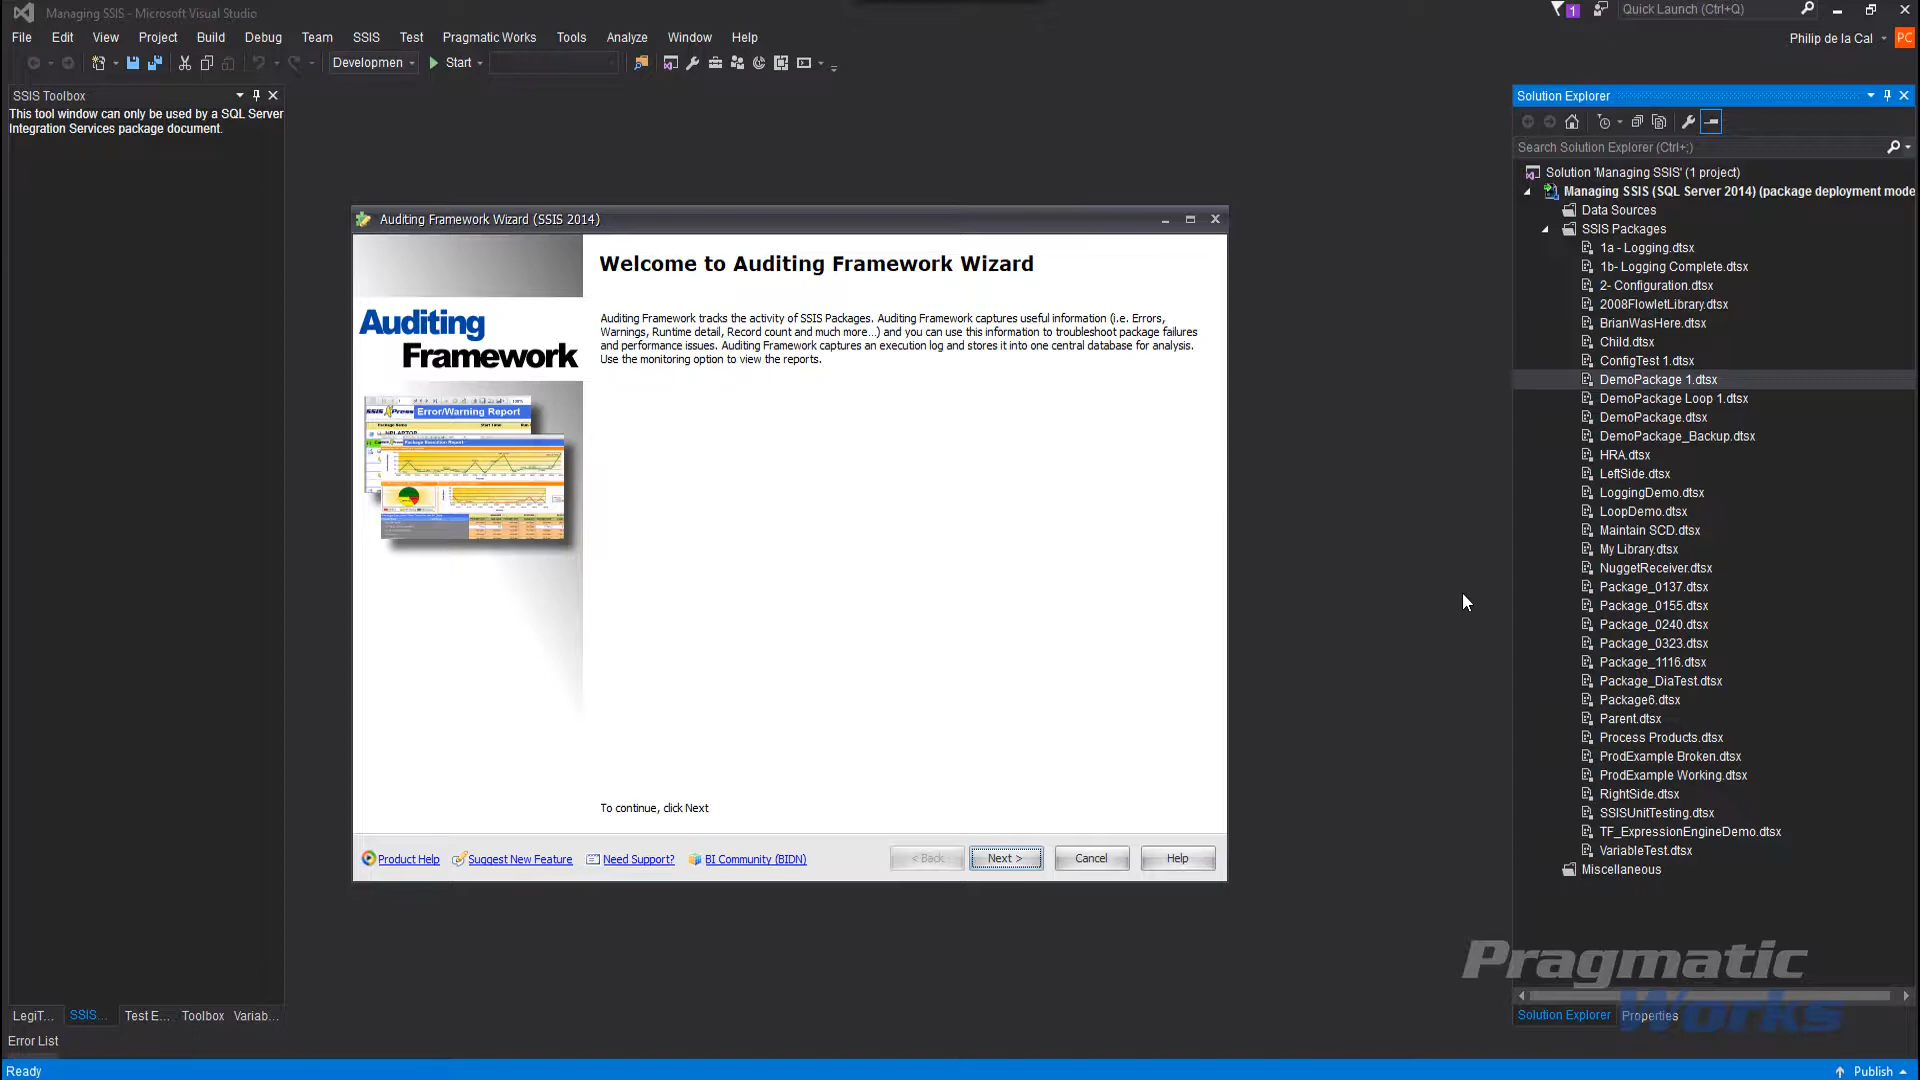 Managing SSIS - Microsoft Visual Studio
1
Quick Launch (Ctrl+Q)
File Edit View Project Build Debug Team SSIS Test Pragmatic Works Tools Analyze Window Help
Philip de la Cal
PC
Developmen
Start
SSIS Toolbox
This tool window can only be used by a SQL Server
Integration Services package document.
Auditing Framework Wizard (SSIS 2014)
Welcome to Auditing Framework Wizard
Auditing Framework tracks the activity of SSIS Packages. Auditing Framework captures useful information (i.e. Errors,
Warnings, Runtime detail, Record count and much more...) and you can use this information to troubleshoot package failures
and performance issues. Auditing Framework captures an execution log and stores it into one central database for analysis.
Use the monitoring option to view the reports.
Auditing
Framework
Error/Warning Report
Package Execution Report
To continue, click Next
Product Help
Suggest New Feature
Need Support?
BI Community (BIDN)
< Back
Next >
Cancel
Help
Solution Explorer
Search Solution Explorer (Ctrl+;)
Solution 'Managing SSIS' (1 project)
Managing SSIS (SQL Server 2014) (package deployment mode
Data Sources
SSIS Packages
1a - Logging.dtsx
1b- Logging Complete.dtsx
2- Configuration.dtsx
2008FlowletLibrary.dtsx
BrianWasHere.dtsx
Child.dtsx
ConfigTest 1.dtsx
DemoPackage 1.dtsx
DemoPackage Loop 1.dtsx
DemoPackage.dtsx
DemoPackage_Backup.dtsx
HRA.dtsx
LeftSide.dtsx
LoggingDemo.dtsx
LoopDemo.dtsx
Maintain SCD.dtsx
My Library.dtsx
NuggetReceiver.dtsx
Package_0137.dtsx
Package_0155.dtsx
Package_0240.dtsx
Package_0323.dtsx
Package_1116.dtsx
Package_DiaTest.dtsx
Package6.dtsx
Parent.dtsx
Process Products.dtsx
ProdExample Broken.dtsx
ProdExample Working.dtsx
RightSide.dtsx
SSISUnitTesting.dtsx
TF_ExpressionEngineDemo.dtsx
VariableTest.dtsx
Miscellaneous
Pragmatic
Works
Solution Explorer
Properties
LegiT...
SSIS...
Test E...
Toolbox
Variab...
Error List
Ready
Publish